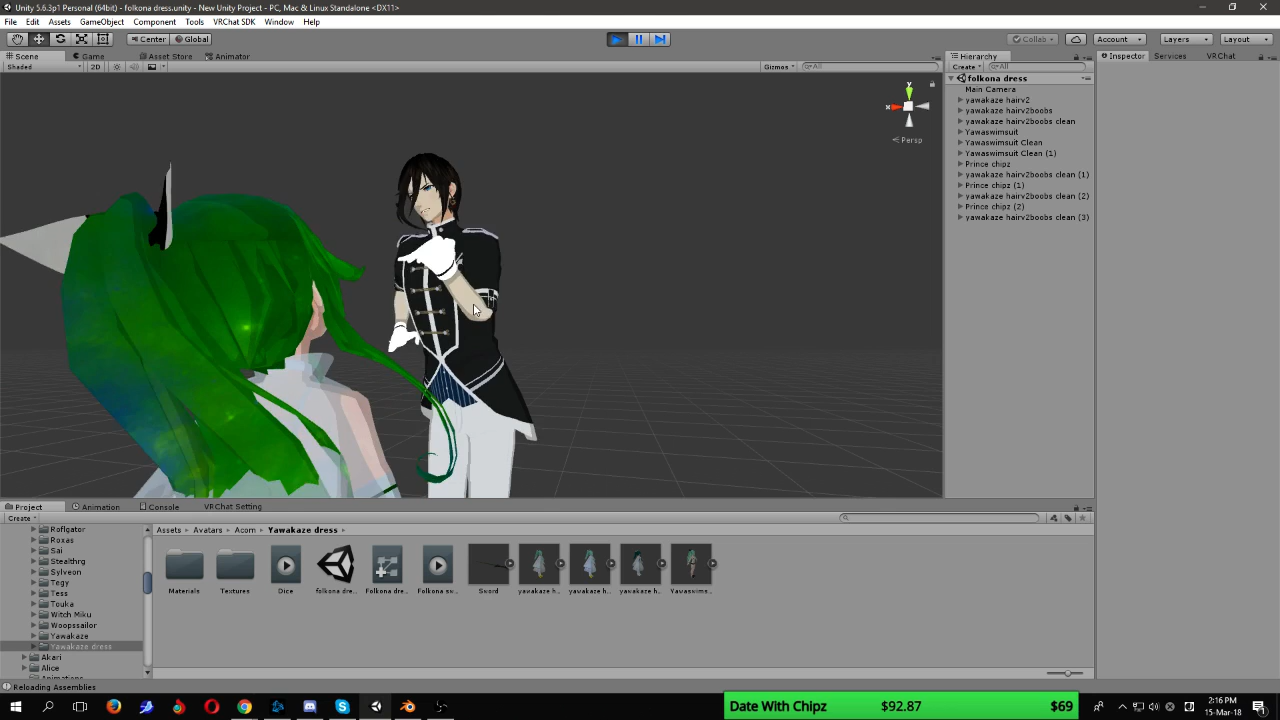 Unity 5.6.3p1 Personal (64bit) - folkona dress.unity - New Unity Project - PC, Mac & Linux Standalone <DX11>
File Edit Assets GameObject Component Tools VRChat SDK Window Help
Center Global Collab Account Layers Layout
Scene Game Asset Store Animator
Shaded 2D Gizmos All
y
x
Persp
Hierarchy
Create All
folkona dress
Main Camera
yawakaze hairv2
yawakaze hairv2boobs
yawakaze hairv2boobs clean
Yawaswimsuit
Yawaswimsuit Clean
Yawaswimsuit Clean (1)
Prince chipz
yawakaze hairv2boobs clean (1)
Prince chipz (1)
yawakaze hairv2boobs clean (2)
Prince chipz (2)
yawakaze hairv2boobs clean (3)
Inspector Services VRChat
Project Animation Console VRChat Setting
Create
Roflgator
Roxas
Sai
Stealthrg
Sylveon
Tegy
Tess
Touka
Witch Miku
Woopssailor
Yawakaze
Yawakaze dress
Akari
Alice
Assets Avatars Acom Yawakaze dress
Materials Textures Dice folkona dre... Folkona dre... Folkona sw... Sword yawakaze h... yawakaze h... yawakaze h... Yawaswims...
Reloading Assemblies
Date With Chipz $92.87 $69
2:16 PM
15-Mar-18